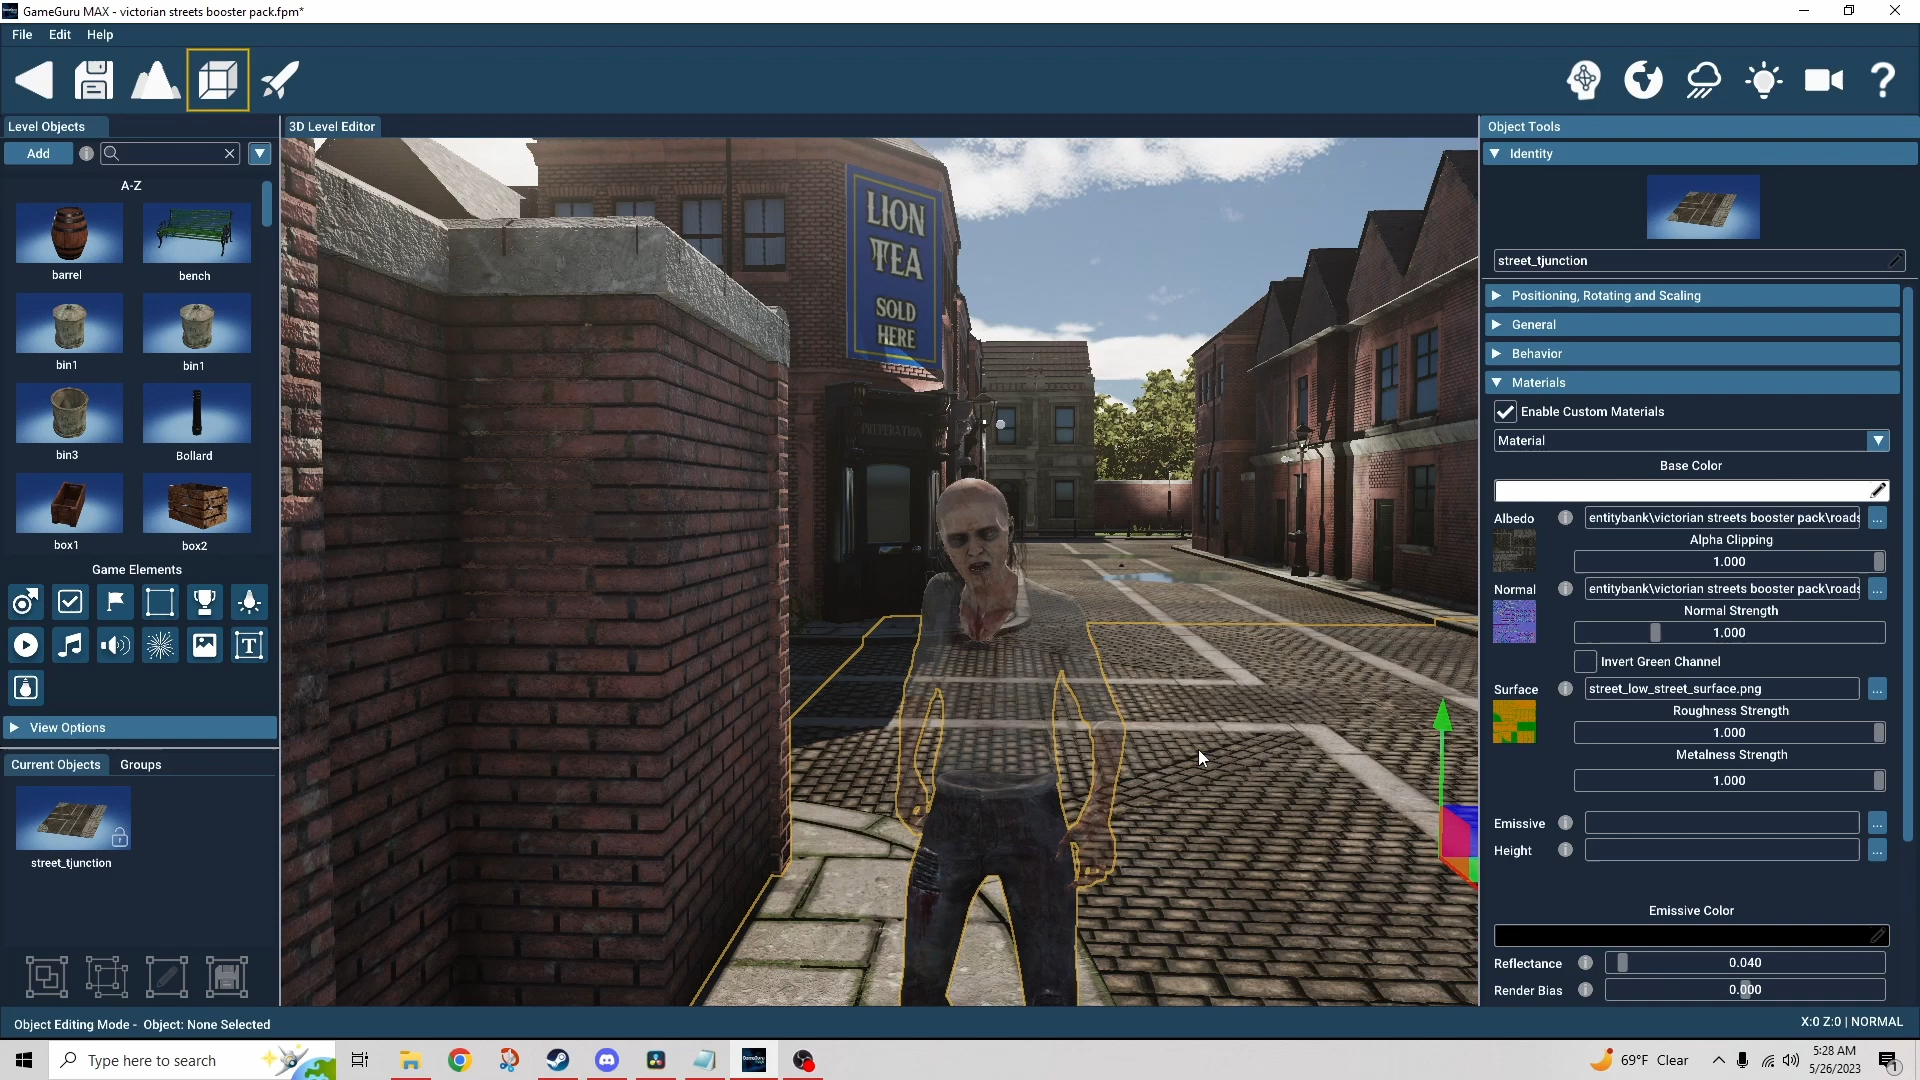 GameGuru MAX - victorian streets booster pack.fpm*
File Edit Help
Level Objects
3D Level Editor
Object Tools
Add
A-Z
barrel
bench
bin1
bin1
bin3
Bollard
box1
box2
Game Elements
View Options
Current Objects
Groups
street_tjunction
LION
TEA
SOLD
HERE
PREPERATION
Identity
street_tjunction
Positioning, Rotating and Scaling
General
Behavior
Materials
Enable Custom Materials
Material
Base Color
Albedo entitybank\victorian streets booster pack\roads ...
Alpha Clipping
1.000
Normal entitybank\victorian streets booster pack\roads ...
Normal Strength
1.000
Invert Green Channel
Surface street_low_street_surface.png ...
Roughness Strength
1.000
Metalness Strength
1.000
Emissive ...
Height ...
Emissive Color
Reflectance 0.040
Render Bias 0.000
Object Editing Mode - Object: None Selected
X:0 Z:0 | NORMAL
Type here to search
69°F Clear
5:28 AM
5/26/2023
1